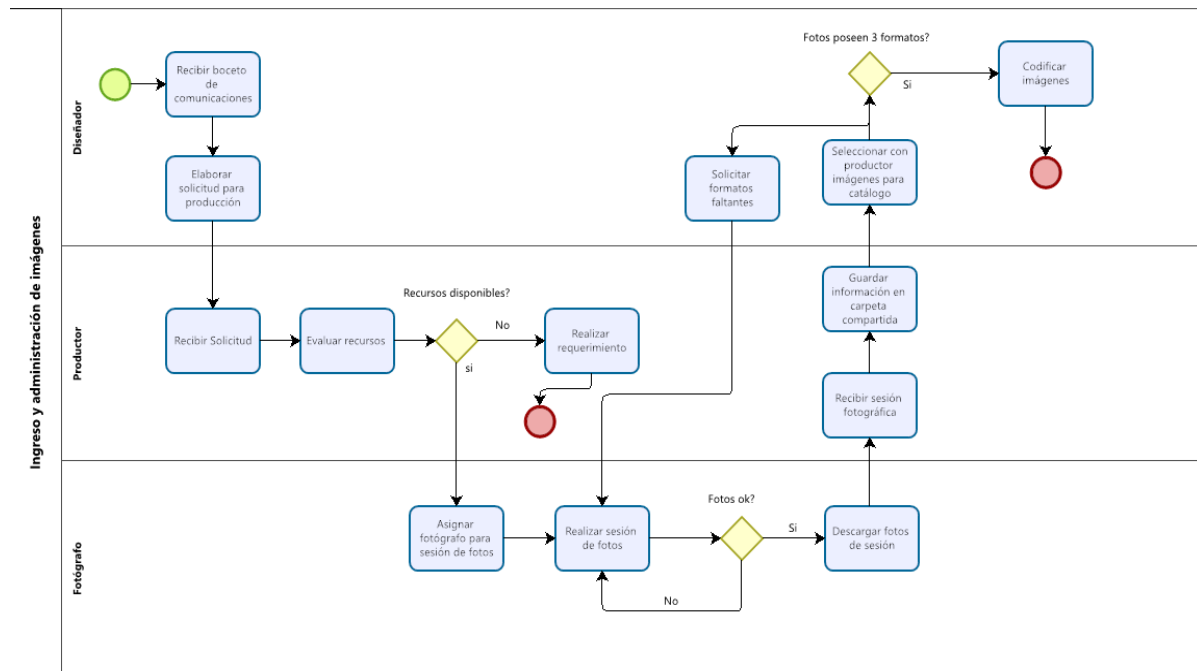 Ingreso y administración de imágenes
Diseñador
Recibir boceto
de
comunicaciones
Elaborar
solicitud para
producción
Solicitar
formatos
faltantes
Fotos poseen 3 formatos?
Si
Seleccionar con
productor
imágenes para
catálogo
Codificar
imágenes
Productor
Recibir Solicitud
Evaluar recursos
Recursos disponibles?
No
si
Realizar
requerimiento
Guardar
información en
carpeta
compartida
Recibir sesión
fotográfica
Fotógrafo
Asignar
fotógrafo para
sesión de fotos
Realizar sesión
de fotos
Fotos ok?
Si
No
Descargar fotos
de sesión